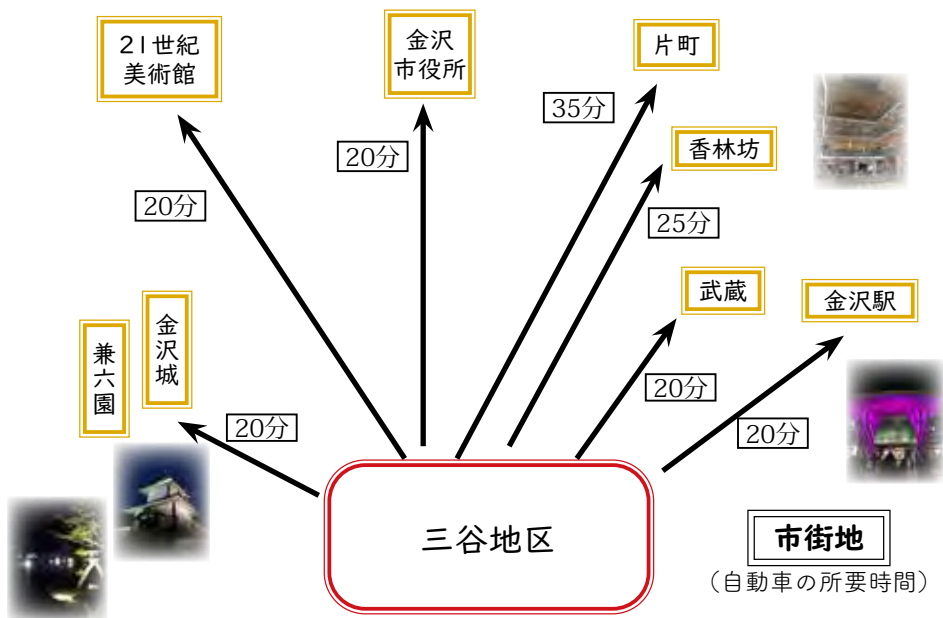 21世紀
美術館
金沢
市役所
片町
35分
香林坊
20分
20分
25分
武蔵
金沢駅
金沢城
兼六園
20分
20分
20分
三谷地区
市街地
(自動車の所要時間)